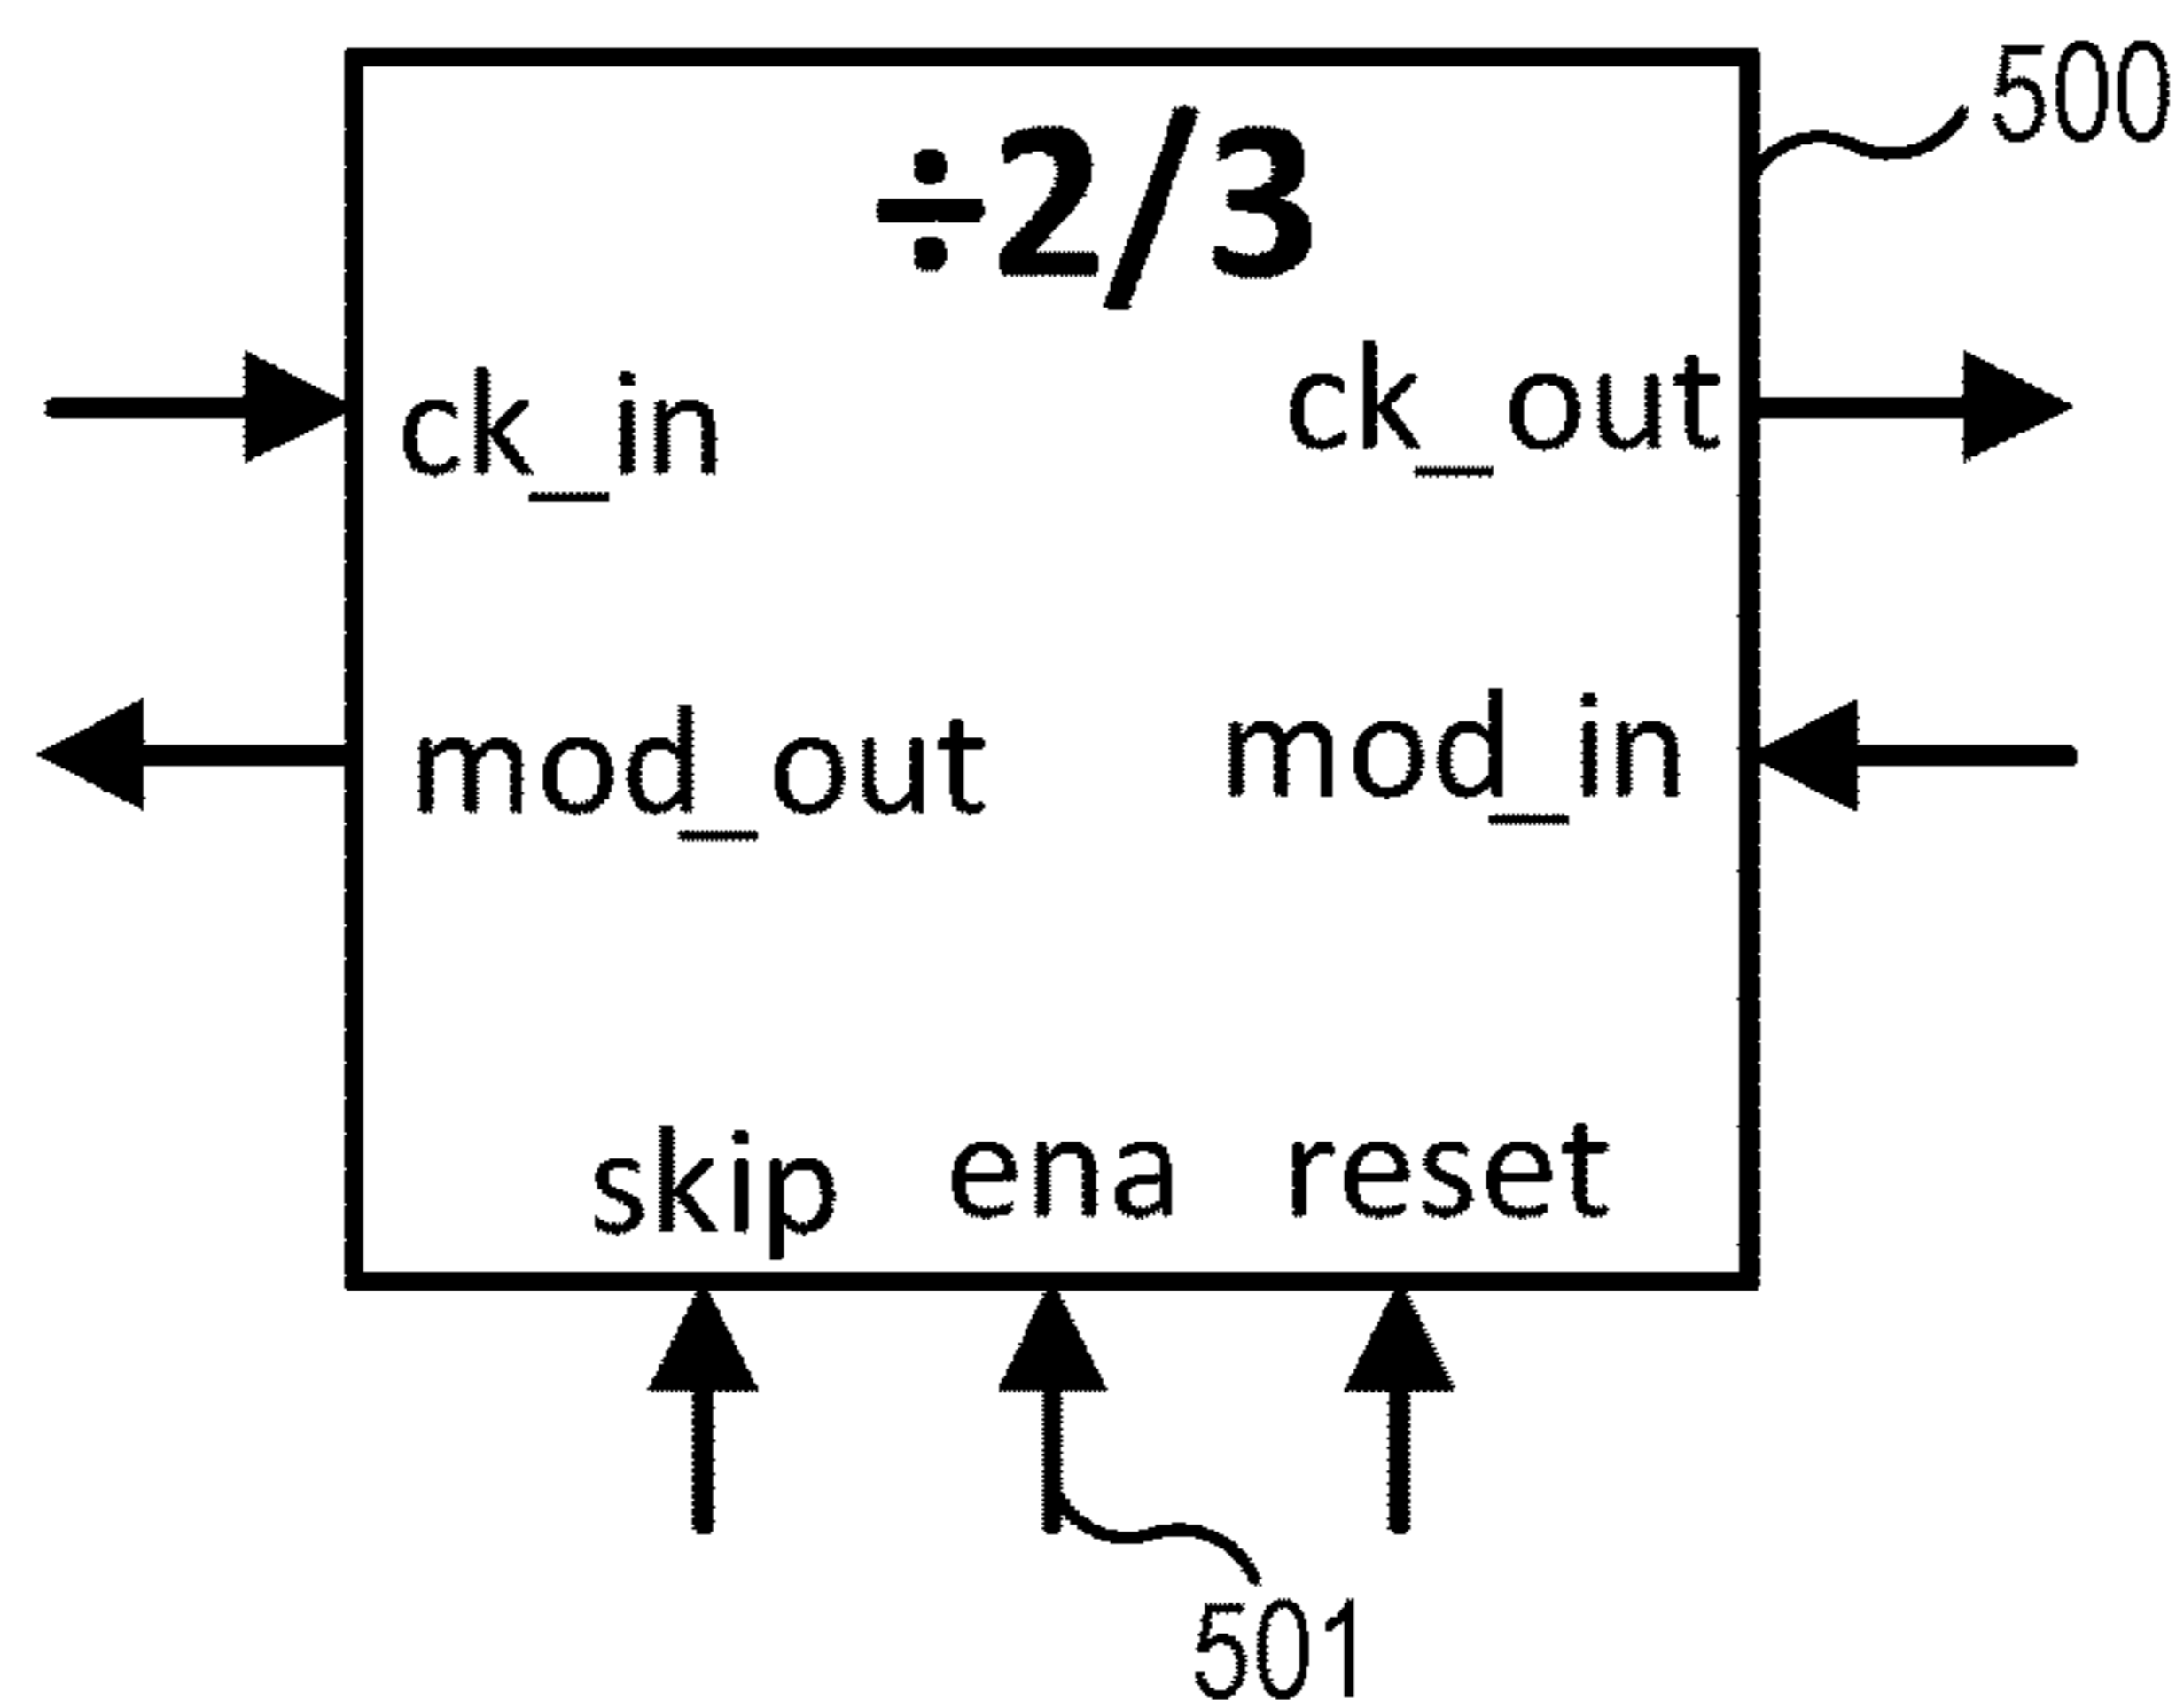 ÷2/3
500
ck_in
ck_out
mod_out
mod_in
skip
ena
reset
501